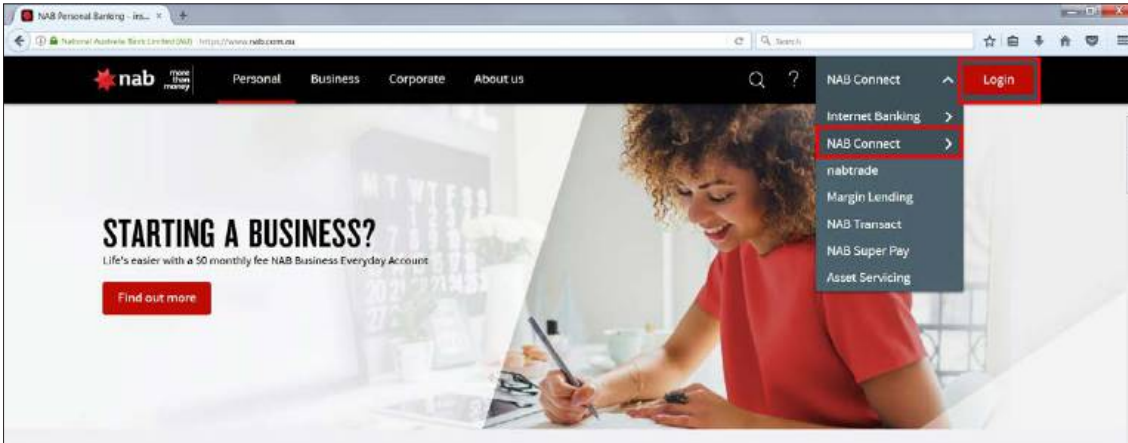 NAB Personal Banking - ins...
National Australia Bank Limited (AU) https://www.nab.com.au
Search
nab
more
than
money
Personal Business Corporate About us
NAB Connect
Login
Internet Banking
NAB Connect
nabtrade
Margin Lending
NAB Transact
NAB Super Pay
Asset Servicing
STARTING A BUSINESS?
Life's easier with a $0 monthly fee NAB Business Everyday Account
Find out more